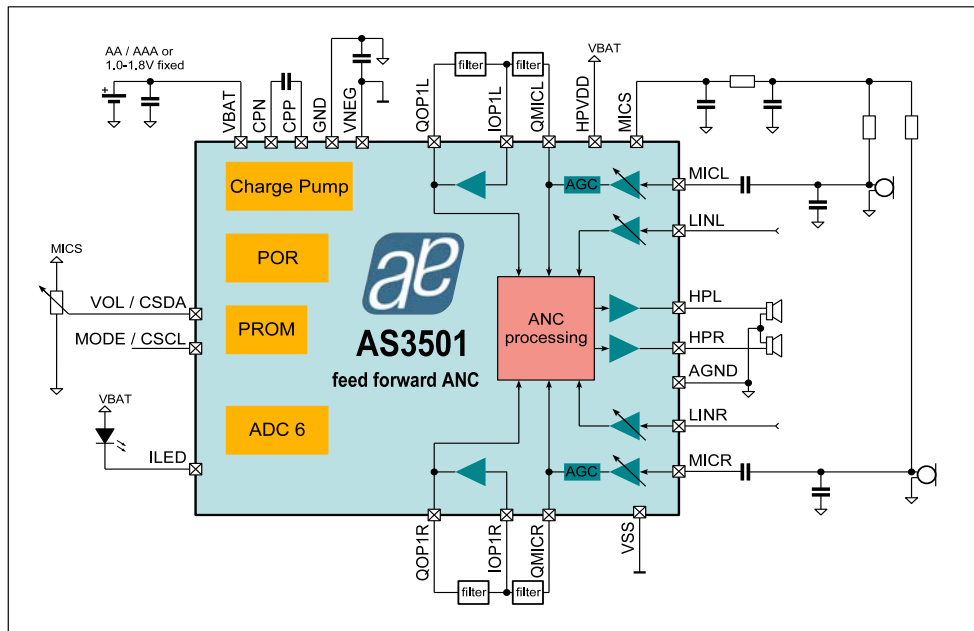 AA / AAA or
1.0-1.8V fixed
VBAT
CPN
CPP
GND
VNEG
QOP1L
filter
IOP1L
filter
QMICL
VBAT
HPVDD
MICS
Charge Pump
POR
PROM
ADC 6
ae
AS3501
feed forward ANC
AGC
ANC
processing
AGC
MICL
LINL
HPL
HPR
AGND
LINR
MICR
MICS
VOL / CSDA
MODE / CSCL
VBAT
ILED
QOP1R
filter
IOP1R
filter
QMICR
VSS